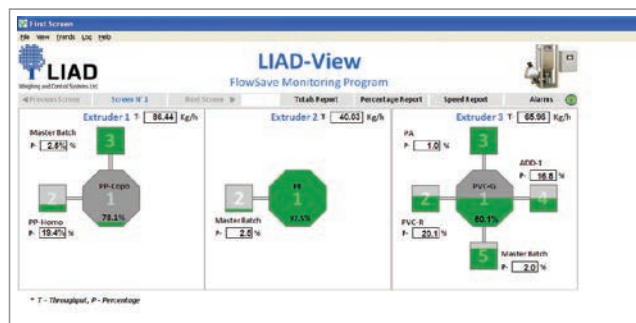 First Screen
File View Trends Log Help
LIAD
Weighing and Control Systems Ltd
LIAD-View
FlowSave Monitoring Program
Previous Screen Screen N° 1 Next Screen Totals Report Percentage Report Speed Report Alarms
Extruder 1 T- 86.44 Kg/h
Master Batch
P- 2.5% %
3
2
PP-Copo
1
78.1%
PP-Homo
P- 19.4% %
Extruder 2 T- 40.03 Kg/h
2
1
97.5%
Master Batch
P- 2.5 %
Extruder 3 T- 65.96 Kg/h
PA
P- 1.0 %
3
ADD-1
P- 16.8 %
2
PVC-G
1
60.1%
4
PVC-R
P- 20.1 %
5
Master Batch
P- 2.0 %
* T - Throughput, P - Percentage